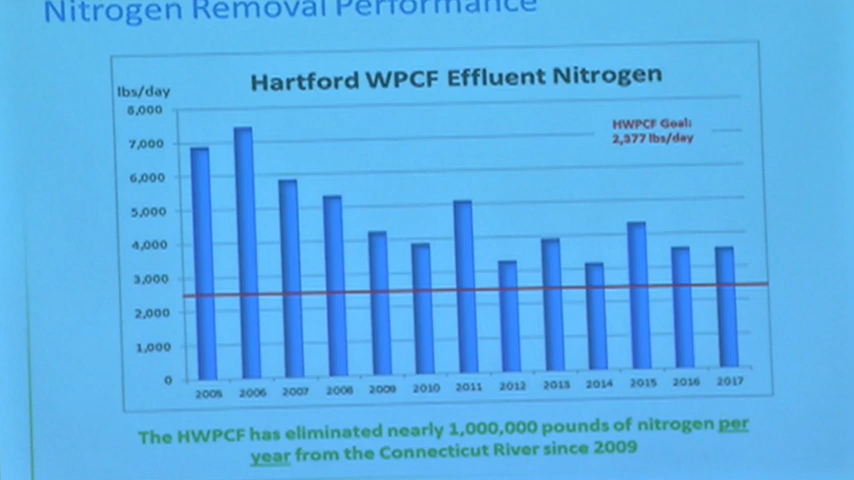 Nitrogen Removal Performance
Hartford WPCF Effluent Nitrogen
lbs/day
8,000
HWPCF Goal:
2,377 lbs/day
7,000
6,000
5,000
4,000
3,000
2,000
1,000
0
2005 2006 2007 2008 2009 2010 2011 2012 2013 2014 2015 2016 2017
The HWPCF has eliminated nearly 1,000,000 pounds of nitrogen per
year from the Connecticut River since 2009